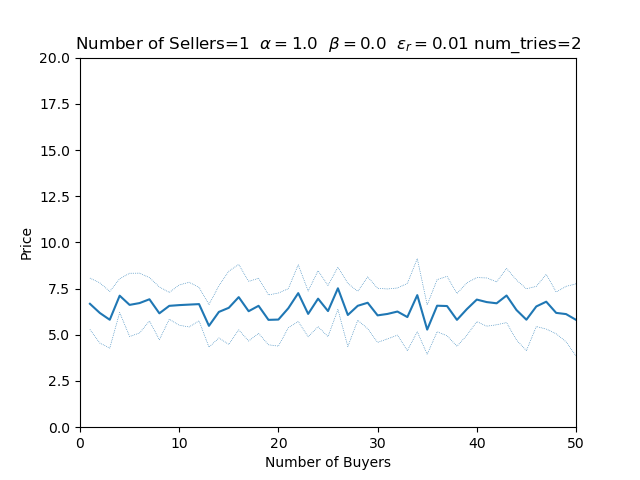 Number of Sellers=1 α = 1.0 β = 0.0 ε_r = 0.01 num_tries=2
20.0
17.5
15.0
12.5
10.0
7.5
5.0
2.5
0.0
Price
0 10 20 30 40 50
Number of Buyers